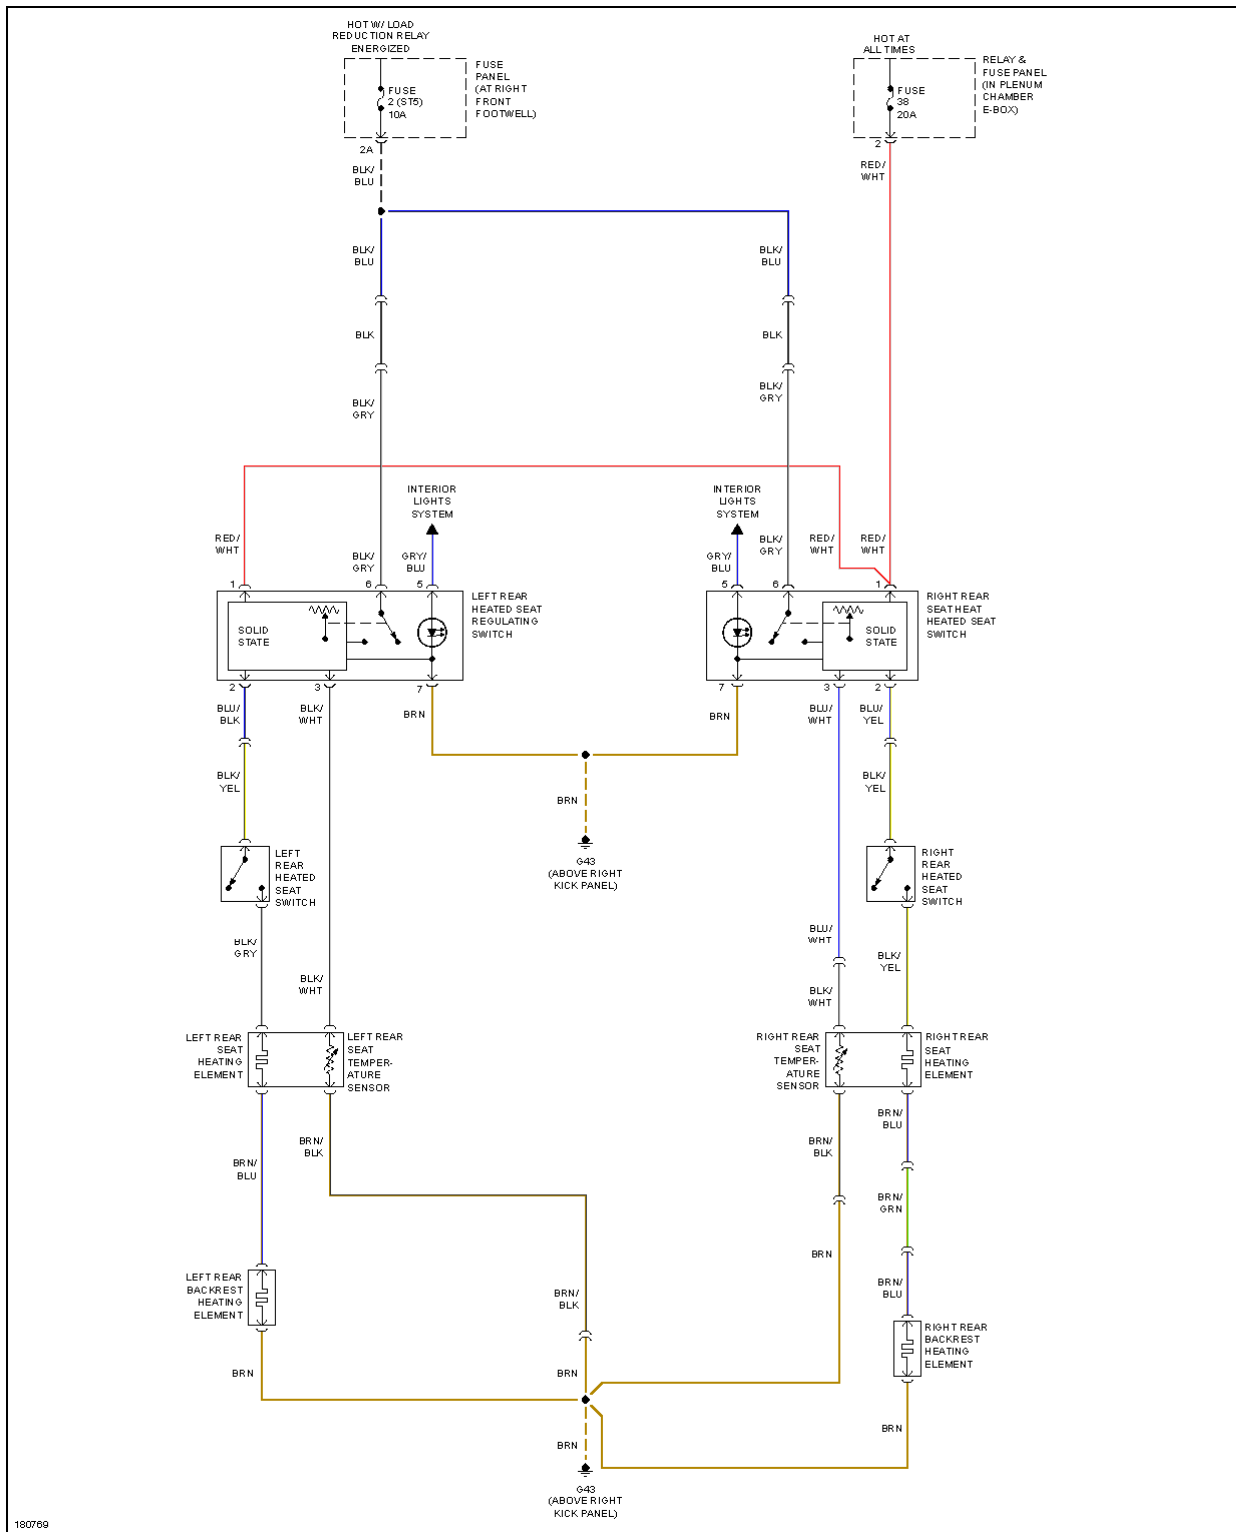 HOT W/ LOAD
REDUCTION RELAY
ENERGIZED
FUSE
2 (ST5)
10A
FUSE
PANEL
(AT RIGHT
FRONT
FOOTWELL)
HOT AT
ALL TIMES
FUSE
38
20A
RELAY &
FUSE PANEL
(IN PLENUM
CHAMBER
E-BOX)
2A
2
BLK/
BLU
RED/
WHT
BLK/
BLU
BLK/
BLU
BLK
BLK
BLK/
GRY
BLK/
GRY
INTERIOR
LIGHTS
SYSTEM
INTERIOR
LIGHTS
SYSTEM
RED/
WHT
BLK/
GRY
GRY/
BLU
GRY/
BLU
BLK/
GRY
RED/
WHT
RED/
WHT
1
6
5
5
6
1
SOLID
STATE
LEFT REAR
HEATED SEAT
REGULATING
SWITCH
SOLID
STATE
RIGHT REAR
SEAT HEAT
HEATED SEAT
SWITCH
2
3
7
7
3
2
BLU/
BLK
BLK/
WHT
BRN
BRN
BLU/
WHT
BLU/
YEL
BLK/
YEL
BRN
BLK/
YEL
G43
(ABOVE RIGHT
KICK PANEL)
LEFT
REAR
HEATED
SEAT
SWITCH
RIGHT
REAR
HEATED
SEAT
SWITCH
BLK/
GRY
BLK/
WHT
BLU/
WHT
BLK/
YEL
BLK/
WHT
LEFT REAR
SEAT
HEATING
ELEMENT
LEFT REAR
SEAT
TEMPER-
ATURE
SENSOR
RIGHT REAR
SEAT
TEMPER-
ATURE
SENSOR
RIGHT REAR
SEAT
HEATING
ELEMENT
BRN/
BLU
BRN/
BLK
BRN/
BLK
BRN/
BLU
BRN/
GRN
BRN
BRN/
BLU
LEFT REAR
BACKREST
HEATING
ELEMENT
BRN/
BLK
RIGHT REAR
BACKREST
HEATING
ELEMENT
BRN
BRN
BRN
BRN
G43
(ABOVE RIGHT
KICK PANEL)
180769